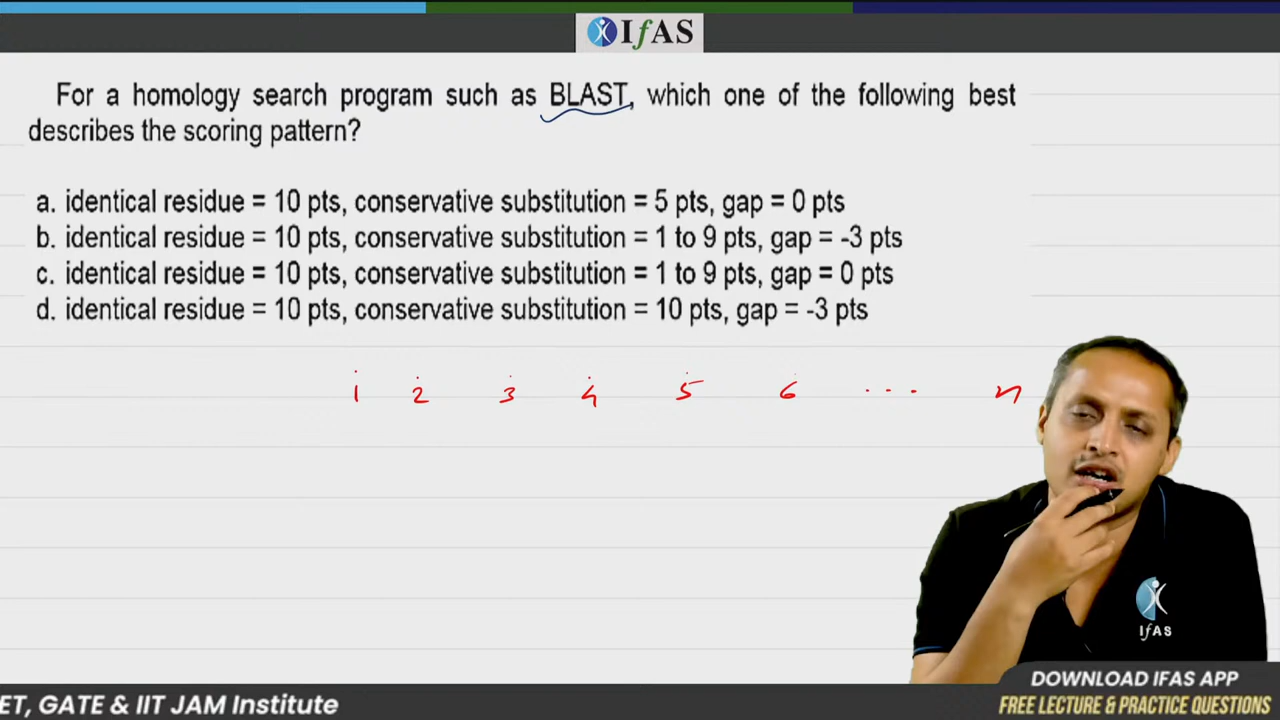 IfAS
For a homology search program such as BLAST, which one of the following best
describes the scoring pattern?
a. identical residue = 10 pts, conservative substitution = 5 pts, gap = 0 pts
b. identical residue = 10 pts, conservative substitution = 1 to 9 pts, gap = -3 pts
c. identical residue = 10 pts, conservative substitution = 1 to 9 pts, gap = 0 pts
d. identical residue = 10 pts, conservative substitution = 10 pts, gap = -3 pts
1 2 3 4 5 6 ... n
IfAS
DOWNLOAD IFAS APP
ET, GATE & IIT JAM Institute
FREE LECTURE & PRACTICE QUESTIONS